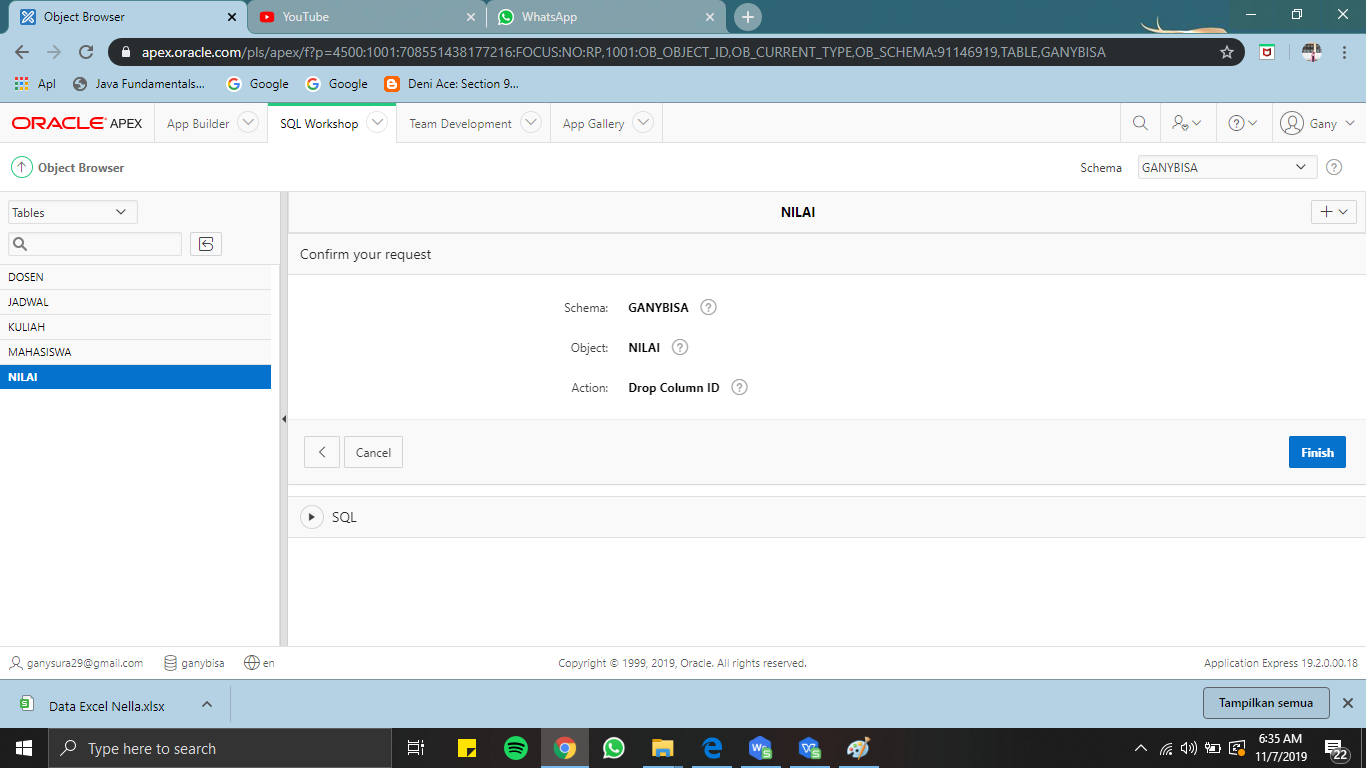 Object Browser
YouTube
WhatsApp
apex.oracle.com/pls/apex/f?p=4500:1001:708551438177216:FOCUS:NO:RP,1001:OB_OBJECT_ID,OB_CURRENT_TYPE,OB_SCHEMA:91146919,TABLE,GANYBISA
Apl
Java Fundamentals...
Google
Google
Deni Ace: Section 9...
ORACLE APEX
App Builder
SQL Workshop
Team Development
App Gallery
Gany
Object Browser
Schema
GANYBISA
Tables
NILAI
DOSEN
JADWAL
KULIAH
MAHASISWA
NILAI
Confirm your request
Schema: GANYBISA
Object: NILAI
Action: Drop Column ID
Cancel
Finish
SQL
ganysura29@gmail.com
ganybisa
en
Copyright © 1999, 2019, Oracle. All rights reserved.
Application Express 19.2.0.00.18
Data Excel Nella.xlsx
Tampilkan semua
Type here to search
6:35 AM
11/7/2019
22